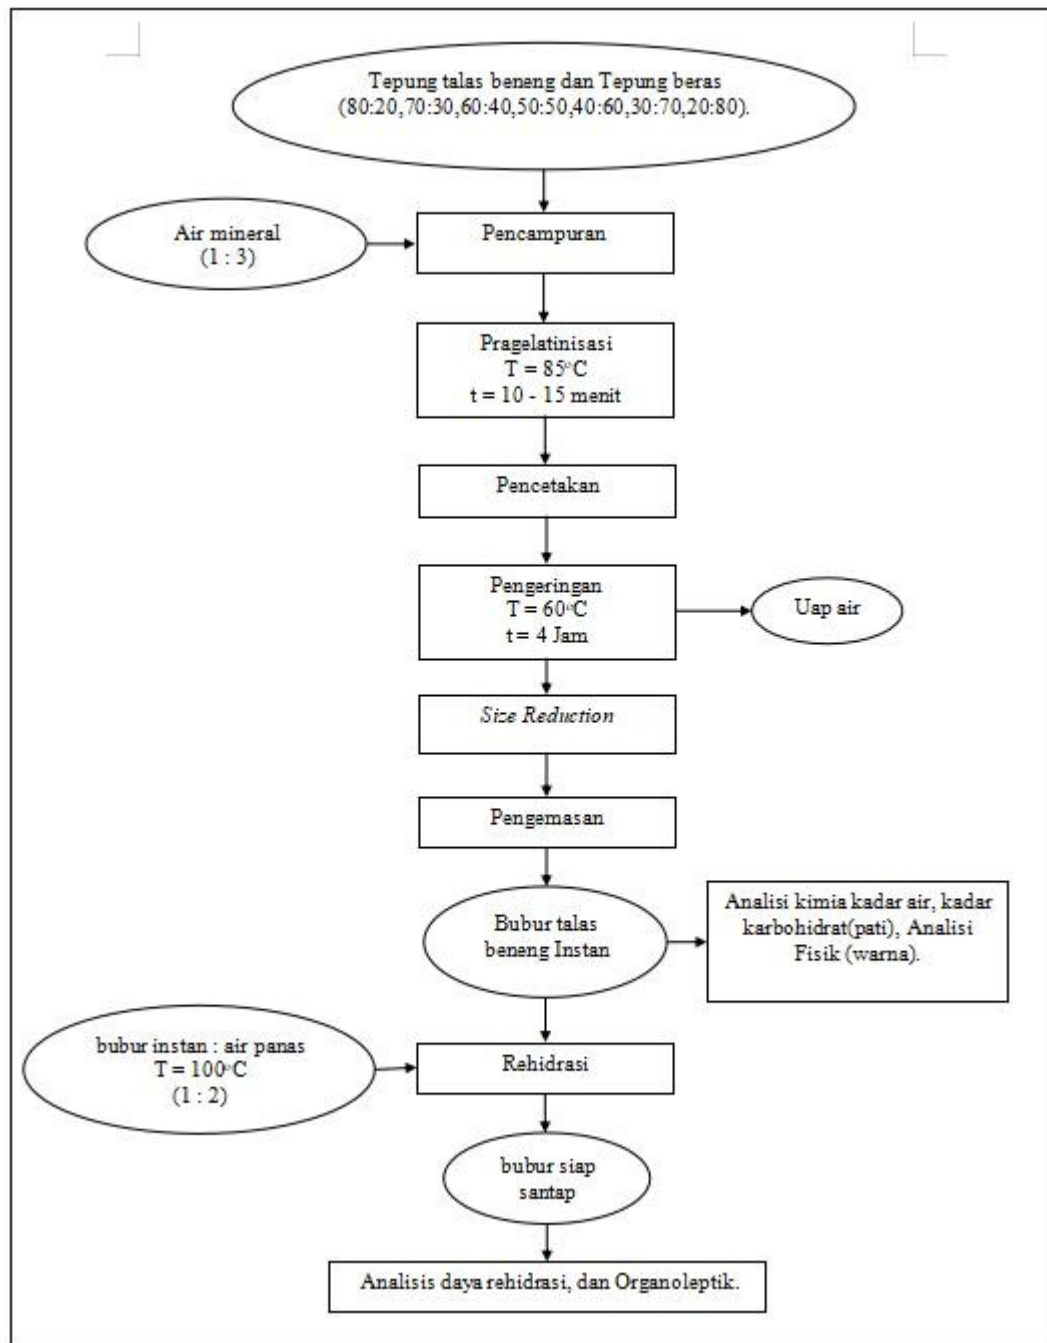 Tepung talas beneng dan Tepung beras
(80:20,70:30,60:40,50:50,40:60,30:70,20:80).
Air mineral
(1 : 3)
Pencampuran
Pragelatinisasi
T = 85°C
t = 10 - 15 menit
Pencetakan
Pengeringan
T = 60°C
t = 4 Jam
Uap air
Size Reduction
Pengemasan
Bubur talas
beneng Instan
Analisi kimia kadar air, kadar
karbohidrat(pati), Analisi
Fisik (warna).
bubur instan : air panas
T = 100°C
(1 : 2)
Rehidrasi
bubur siap
santap
Analisis daya rehidrasi, dan Organoleptik.